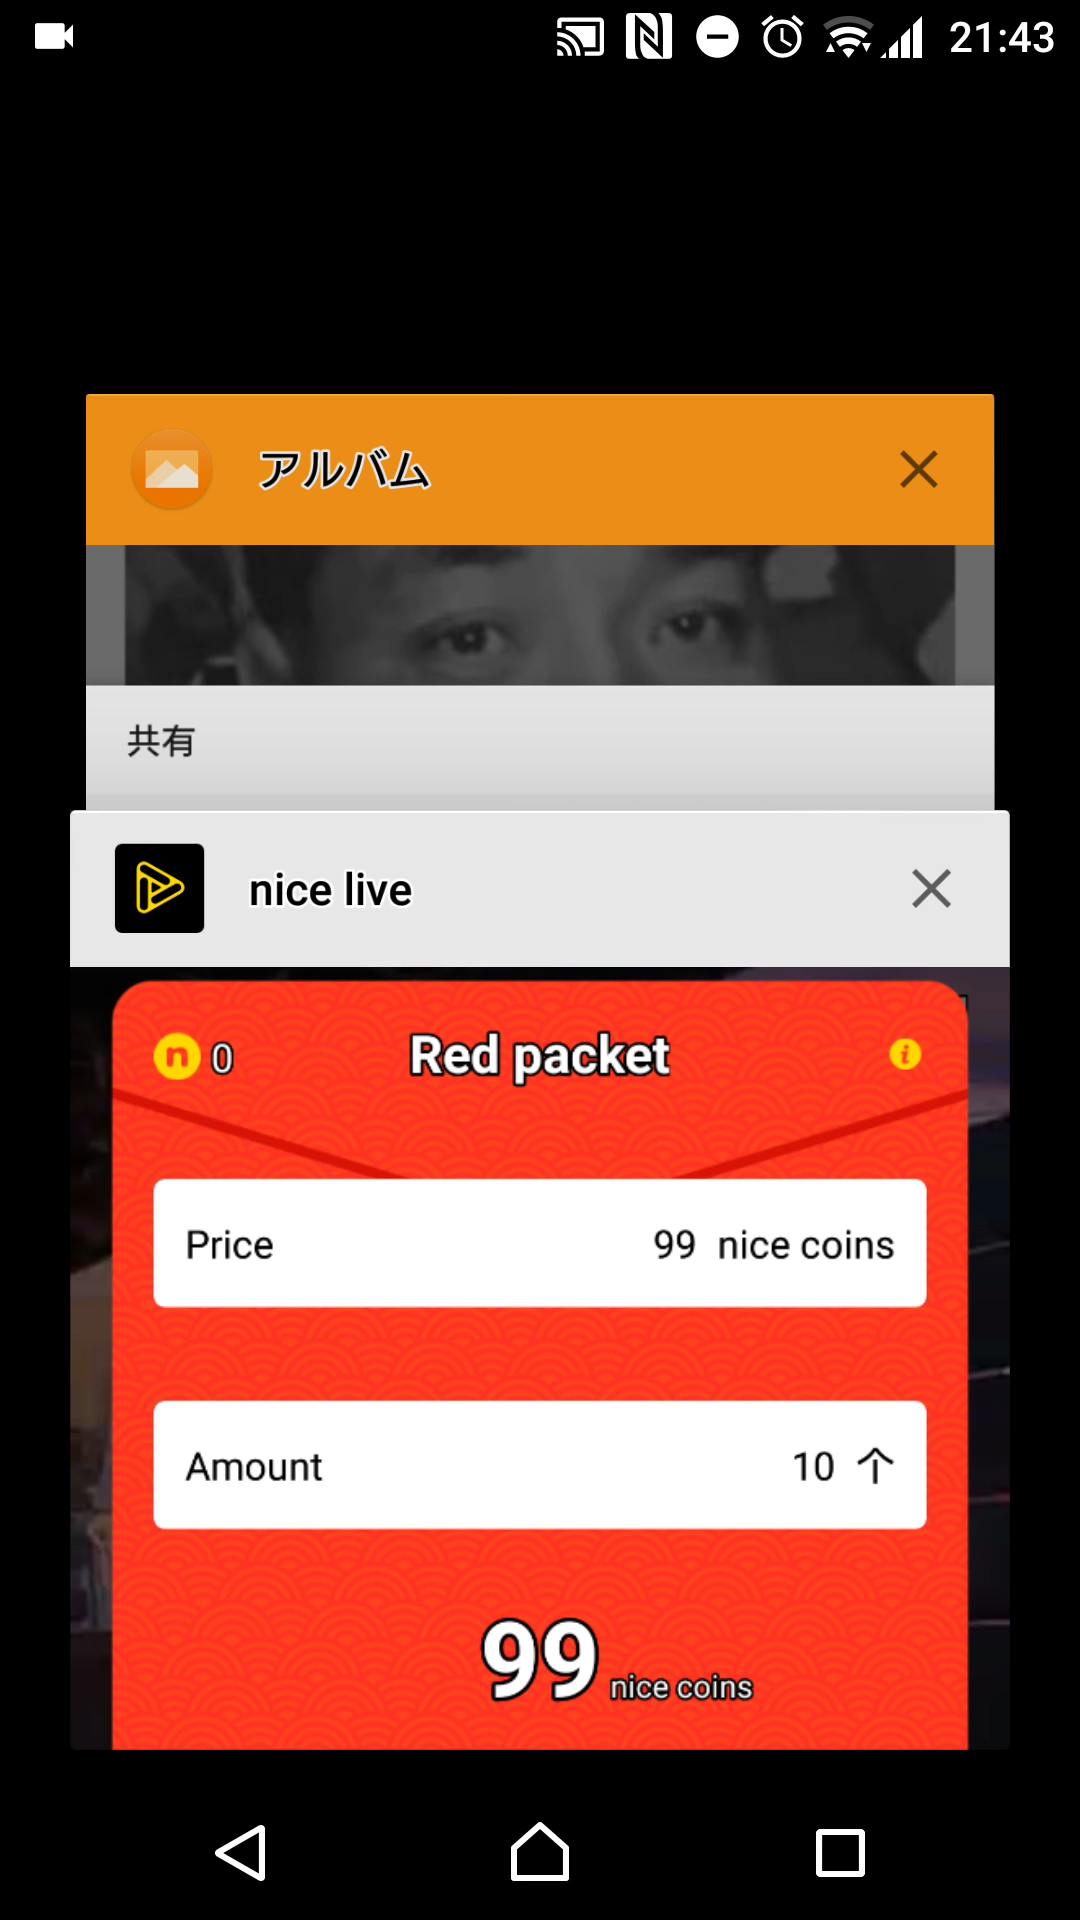 21:43
アルバム
共有
nice live
n 0 Red packet i
Price 99 nice coins
Amount 10 个
99 nice coins